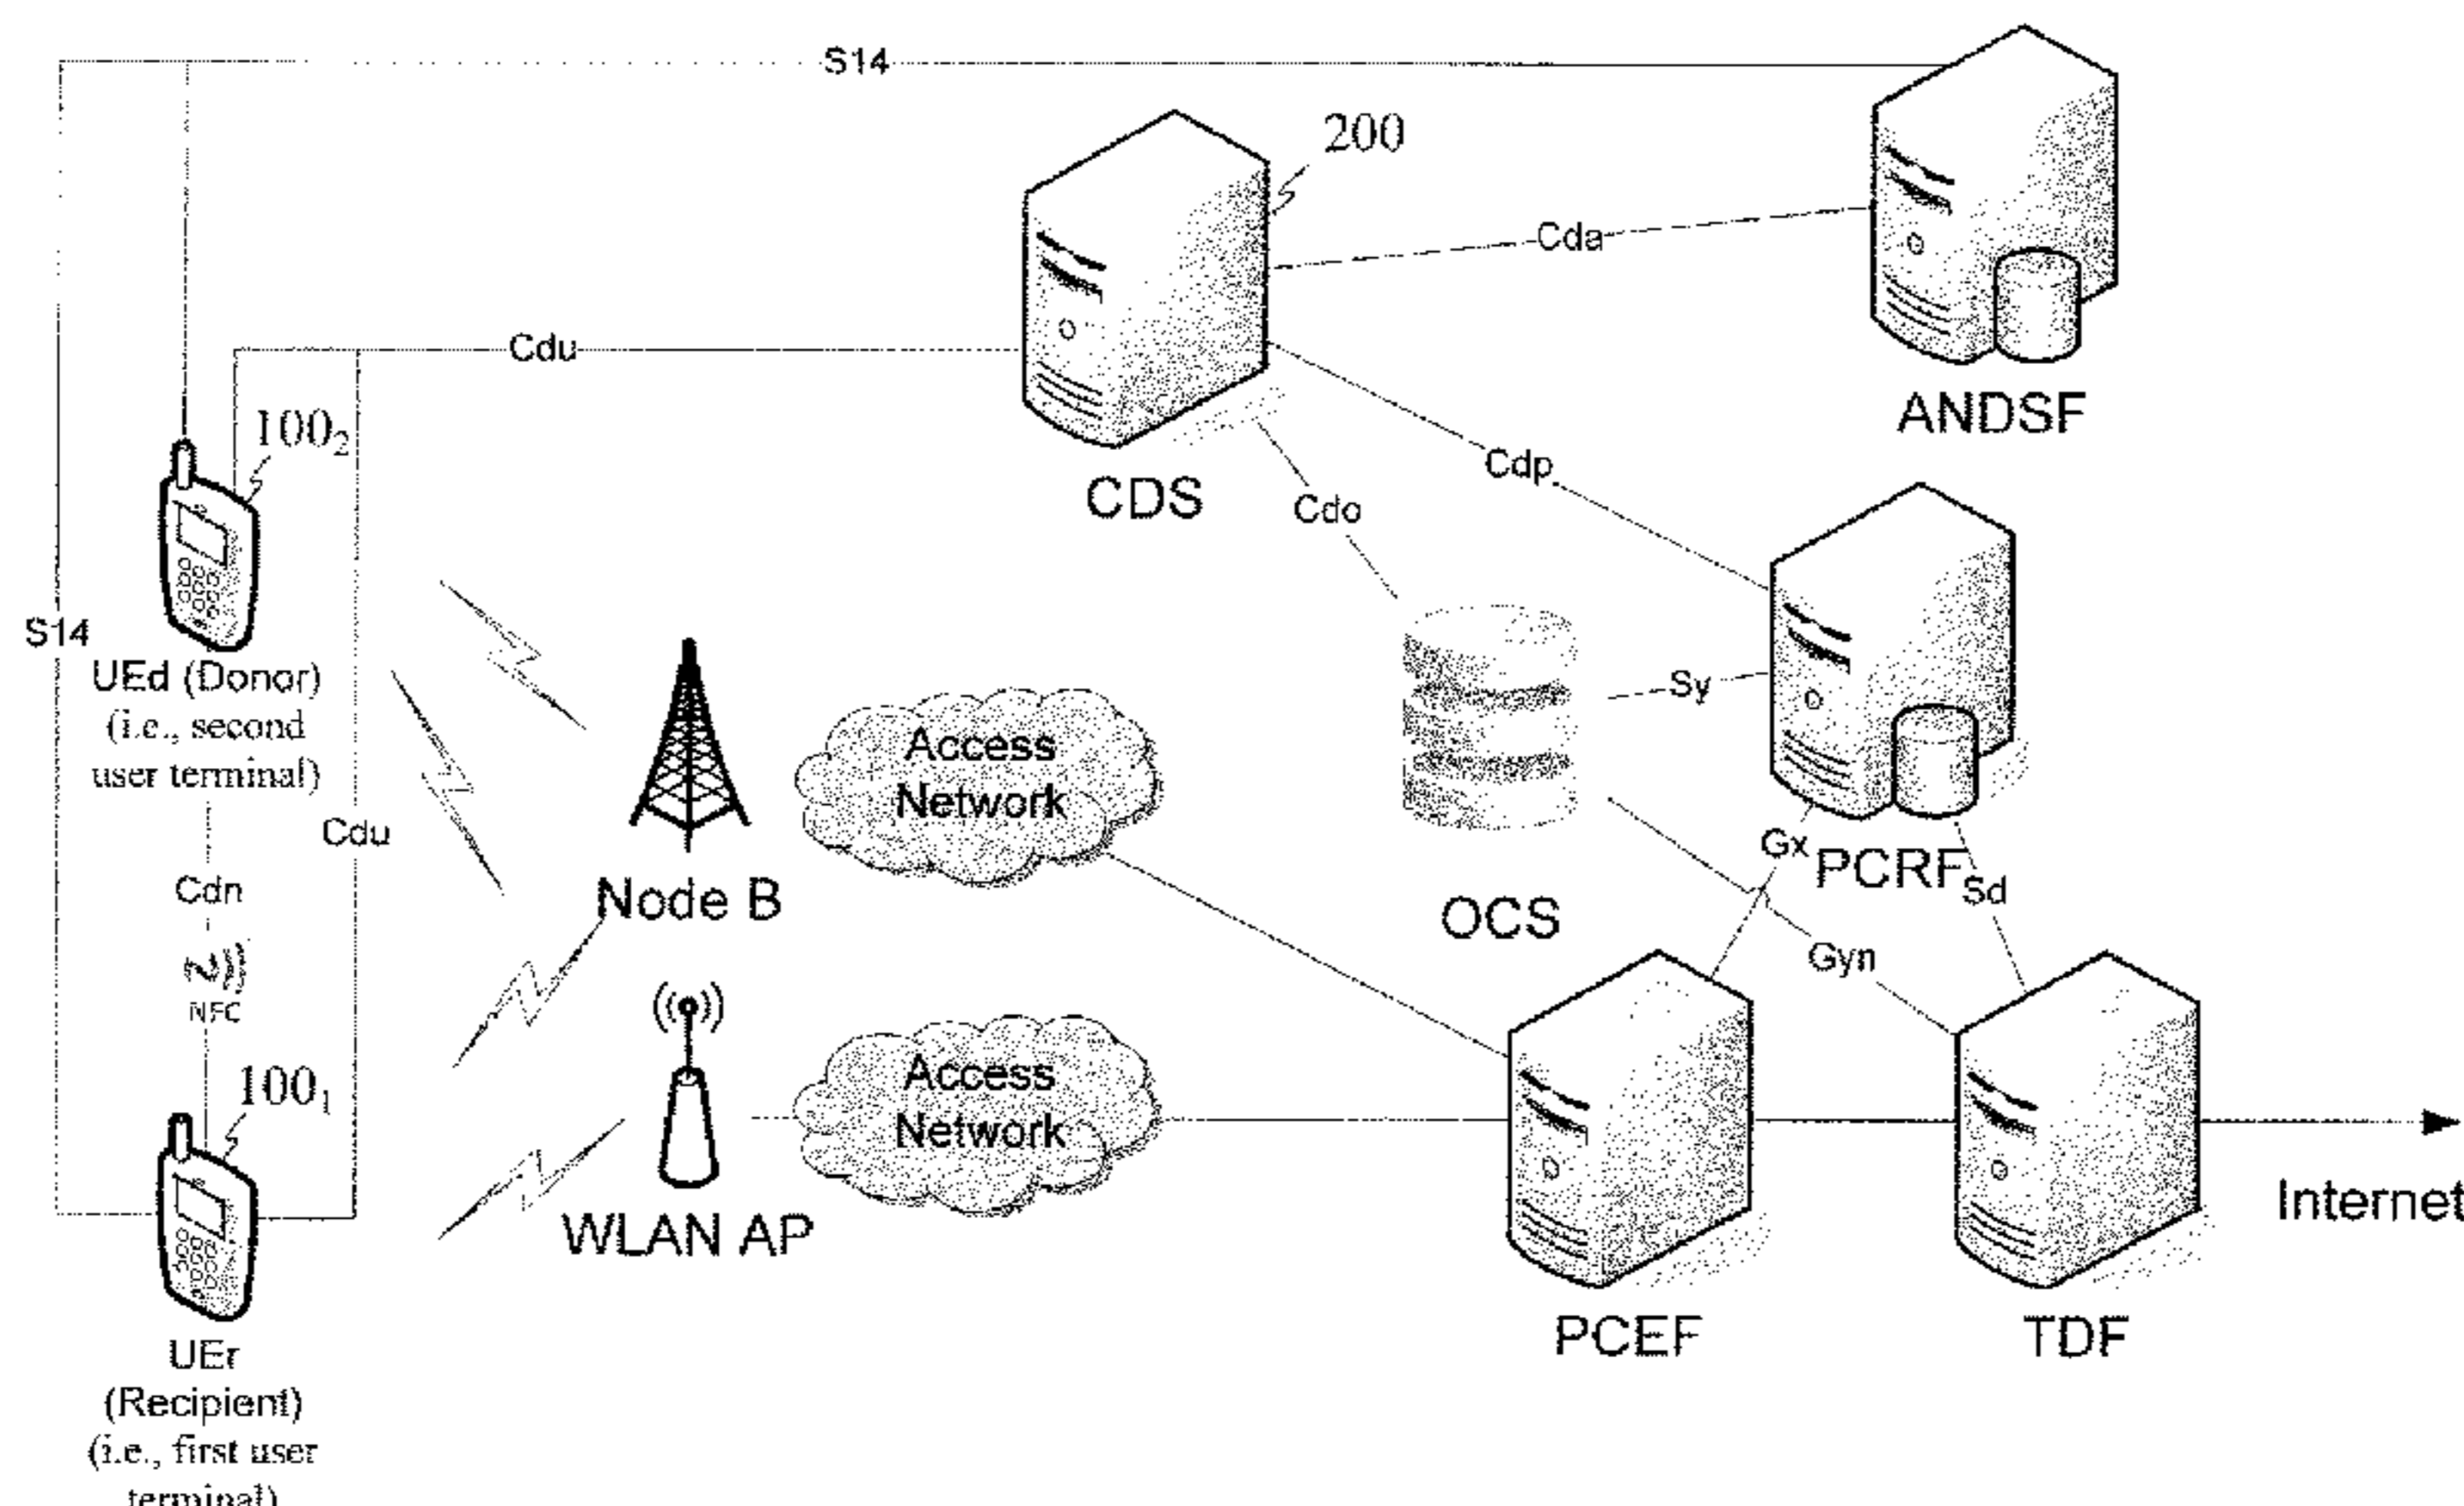 S14
200
Cda
Cdu
ANDSF
100₂
Cdp
CDS
Cdo
S14
UEd (Donor)
(i.e., second
user terminal)
Sy
Access
Network
Cdu
Gx
PCRF
Sd
Cdn
Node B
OCS
Gyn
NFC
100₁
Access
Network
WLAN AP
Internet
PCEF
TDF
UEr
(Recipient)
(i.e., first user
terminal)